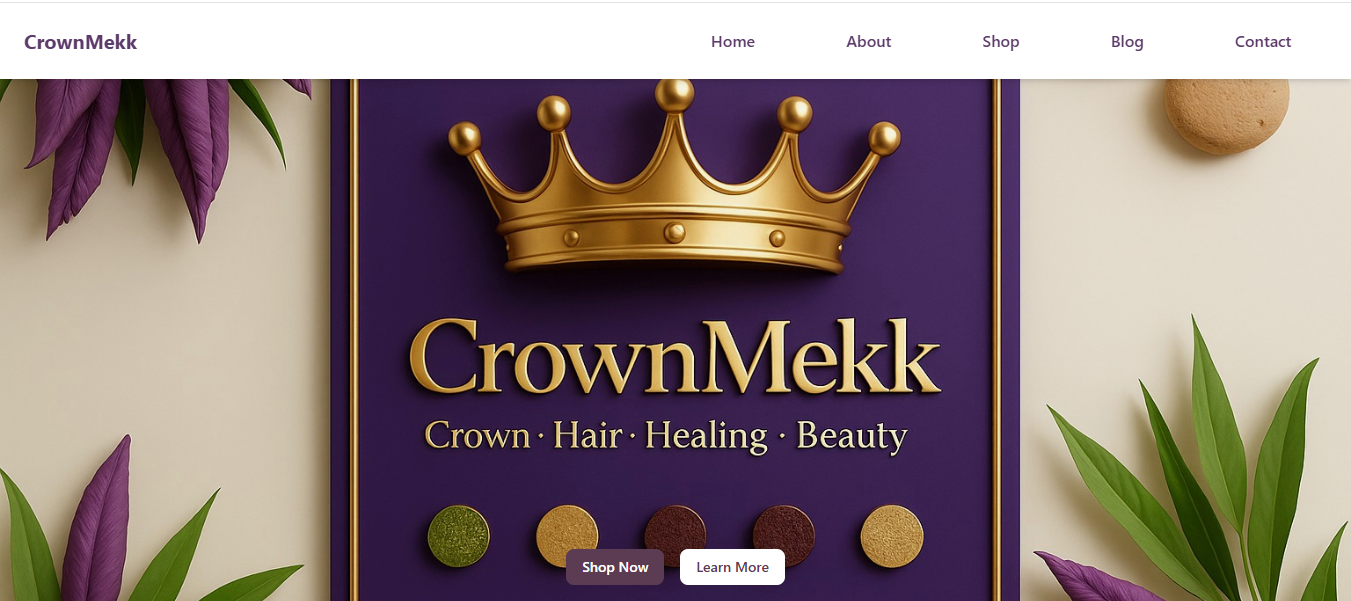 CrownMekk Home About Shop Blog Contact
CrownMekk
Crown · Hair · Healing · Beauty
Shop Now Learn More